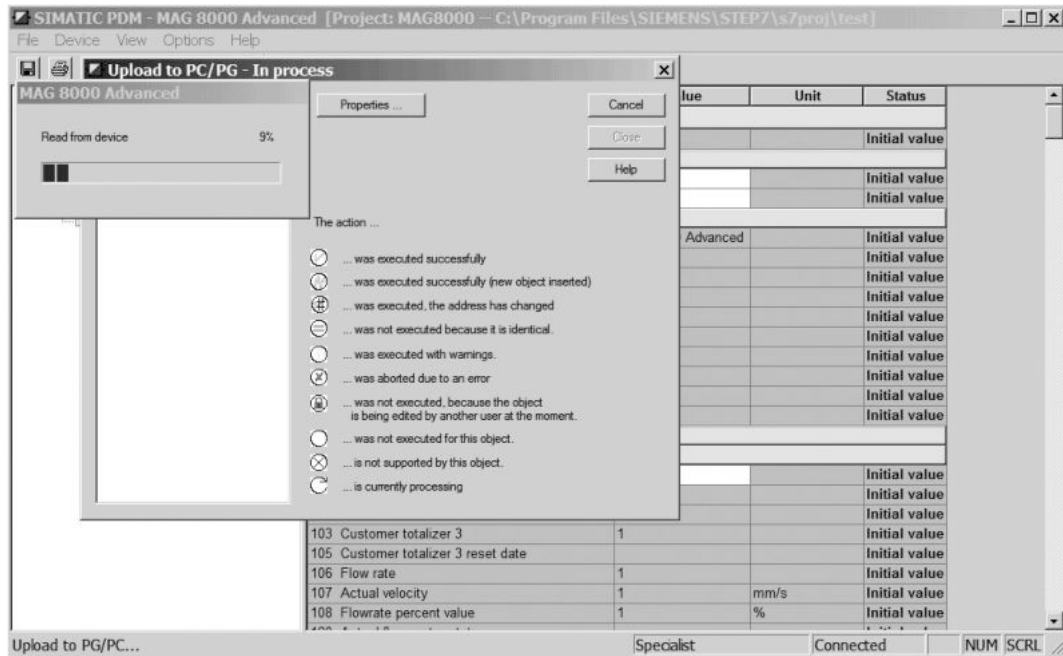 SIMATIC PDM - MAG 8000 Advanced [Project: MAG8000 -- C:\Program Files\SIEMENS\STEP7\s7proj\test]
File Device View Options Help
Upload to PC/PG - In process
MAG 8000 Advanced
Read from device 9%
Properties ...
Cancel
Close
Help
The action ...
... was executed successfully
... was executed successfully (new object inserted)
... was executed, the address has changed
... was not executed because it is identical.
... was executed with warnings.
... was aborted due to an error
... was not executed, because the object
is being edited by another user at the moment.
... was not executed for this object.
... is not supported by this object.
... is currently processing
Unit Status
Initial value
Initial value
Initial value
Advanced Initial value
Initial value
Initial value
Initial value
Initial value
Initial value
Initial value
Initial value
Initial value
Initial value
Initial value
Initial value
Initial value
103 Customer totalizer 3 1 Initial value
105 Customer totalizer 3 reset date Initial value
106 Flow rate 1 Initial value
107 Actual velocity 1 mm/s Initial value
108 Flowrate percent value 1 % Initial value
Upload to PG/PC... Specialist Connected NUM SCRL